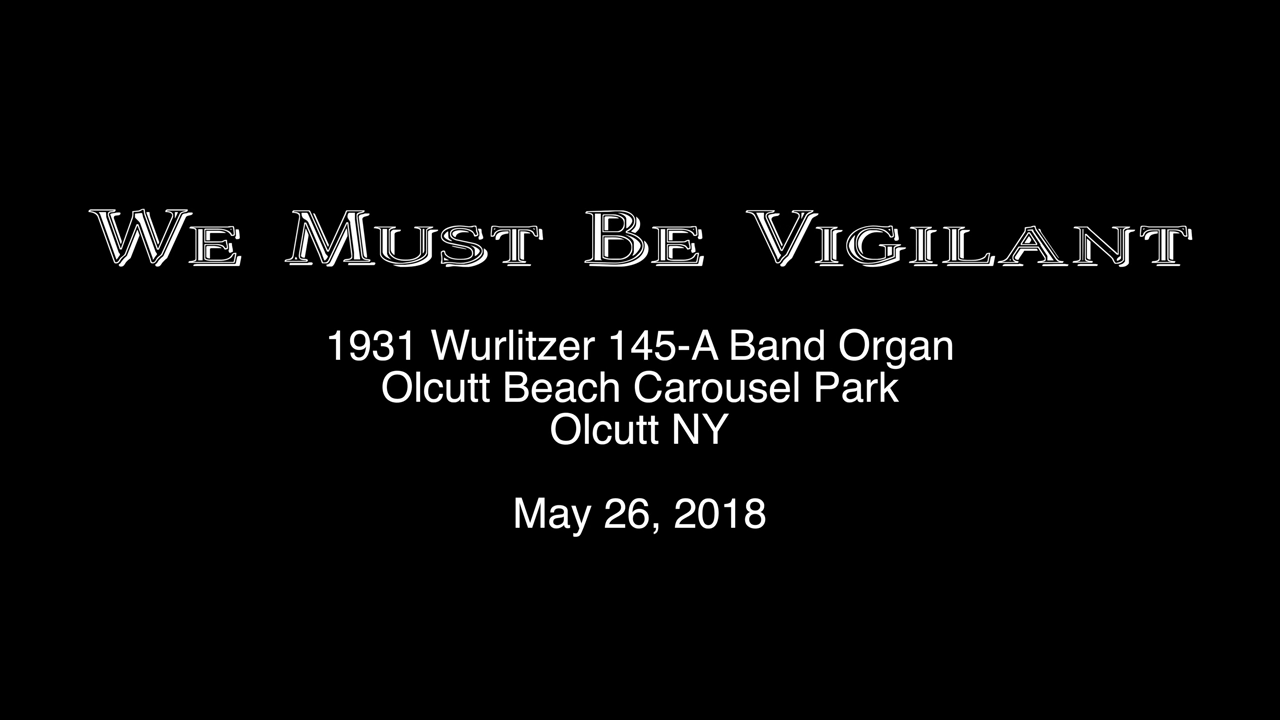 We Must Be Vigilant
1931 Wurlitzer 145-A Band Organ
Olcutt Beach Carousel Park
Olcutt NY
May 26, 2018